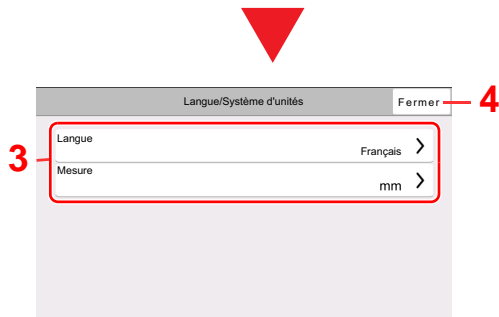 Langue/Système d'unités
Fermer
4
3
Langue
Français
Mesure
mm